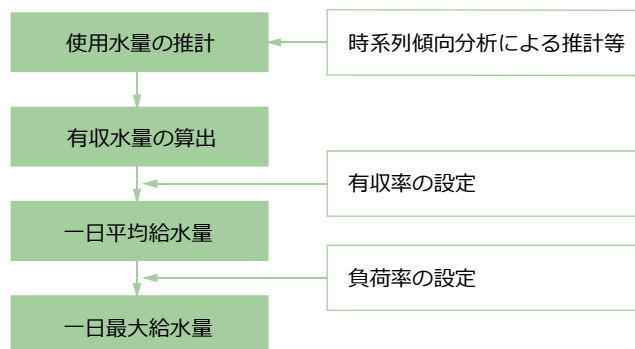 使用水量の推計
時系列傾向分析による推計等
有収水量の算出
有収率の設定
一日平均給水量
負荷率の設定
一日最大給水量